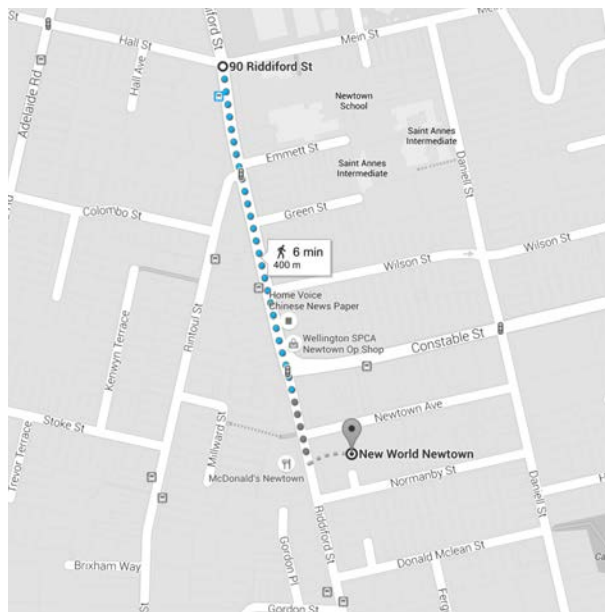 Riddiford St
Hall St
Mein St
90 Riddiford St
Hall Ave
Adelaide Rd
Newtown
School
Saint Annes
Intermediate
Emmett St
Saint Annes
Intermediate
Daniell St
Colombo St
Green St
6 min
400 m
Wilson St
Wilson St
Home Voice
Chinese News Paper
Rintoul St
Kenwyn Terrace
Wellington SPCA
Newtown Op Shop
Constable St
Newtown Ave
Stoke St
Millward St
New World Newtown
McDonald's Newtown
Normanby St
Trevor Terrace
Riddiford St
Daniell St
Donald Mclean St
Brixham Way
Gordon Pl
Gordon St